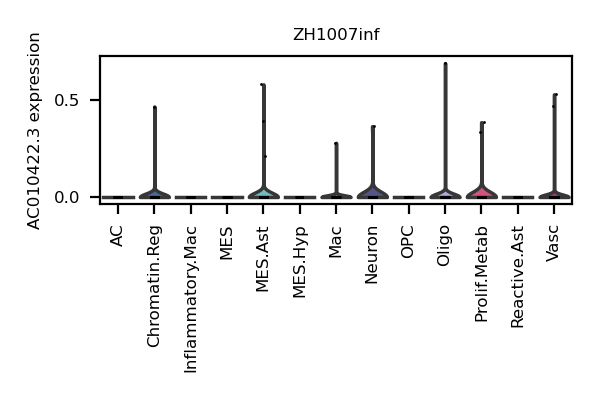 ZH1007inf
AC010422.3 expression
0.5
0.0
AC
Chromatin.Reg
Inflammatory.Mac
MES
MES.Ast
MES.Hyp
Mac
Neuron
OPC
Oligo
Prolif.Metab
Reactive.Ast
Vasc